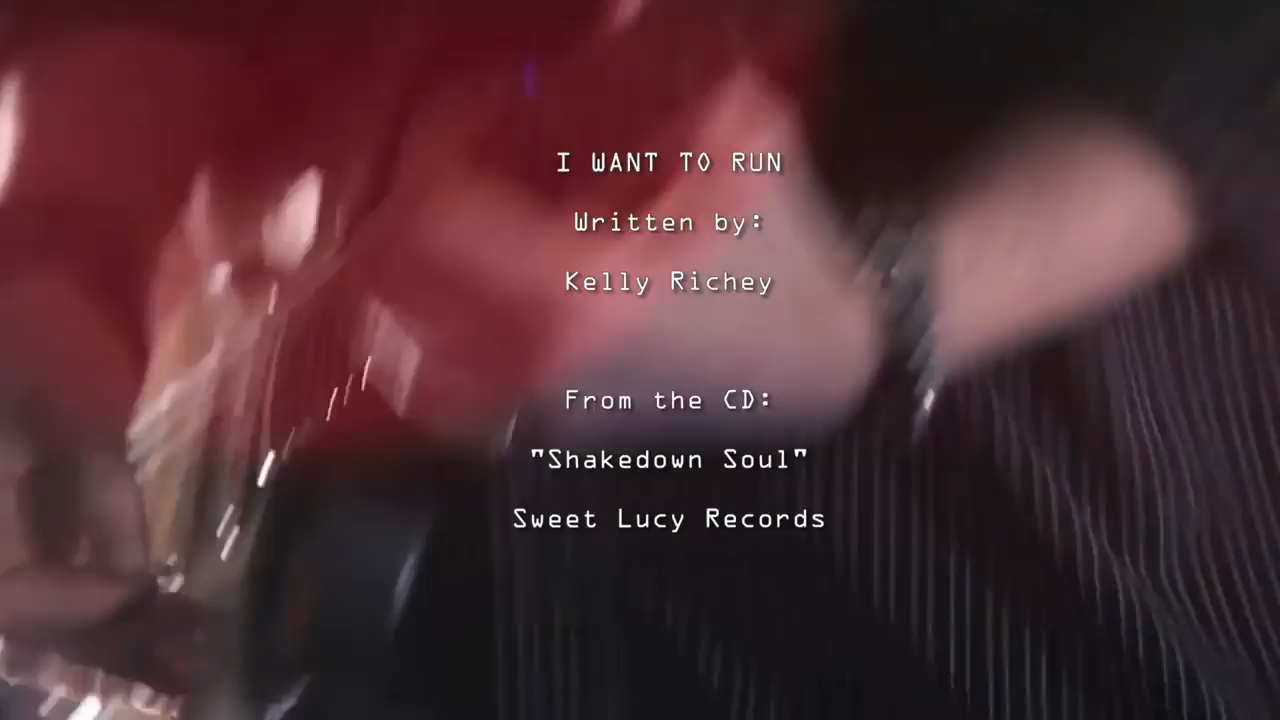 I WANT TO RUN
Written by:
Kelly Richey
From the CD:
"Shakedown Soul"
Sweet Lucy Records